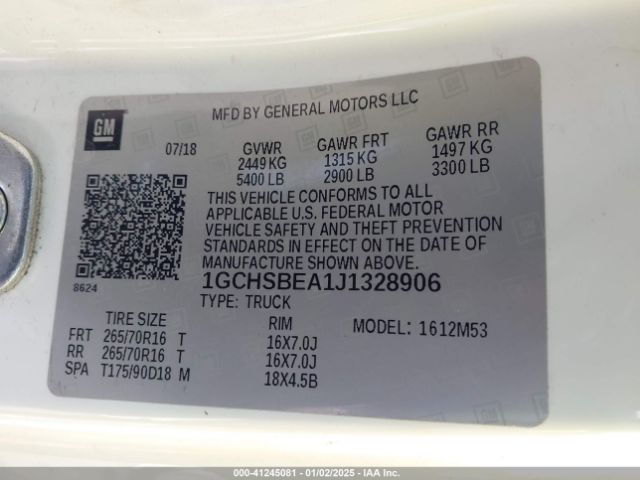 GM
MFD BY GENERAL MOTORS LLC
07/18 GVWR GAWR FRT GAWR RR
2449 KG 1315 KG 1497 KG
5400 LB 2900 LB 3300 LB
THIS VEHICLE CONFORMS TO ALL
APPLICABLE U.S. FEDERAL MOTOR
VEHICLE SAFETY AND THEFT PREVENTION
STANDARDS IN EFFECT ON THE DATE OF
MANUFACTURE SHOWN ABOVE.
8624 1GCHSBEA1J1328906
TYPE: TRUCK
TIRE SIZE RIM MODEL: 1612M53
FRT 265/70R16 T 16X7.0J
RR 265/70R16 T 16X7.0J
SPA T175/90D18 M 18X4.5B
000-41245081 - 01/02/2025 - IAA Inc.